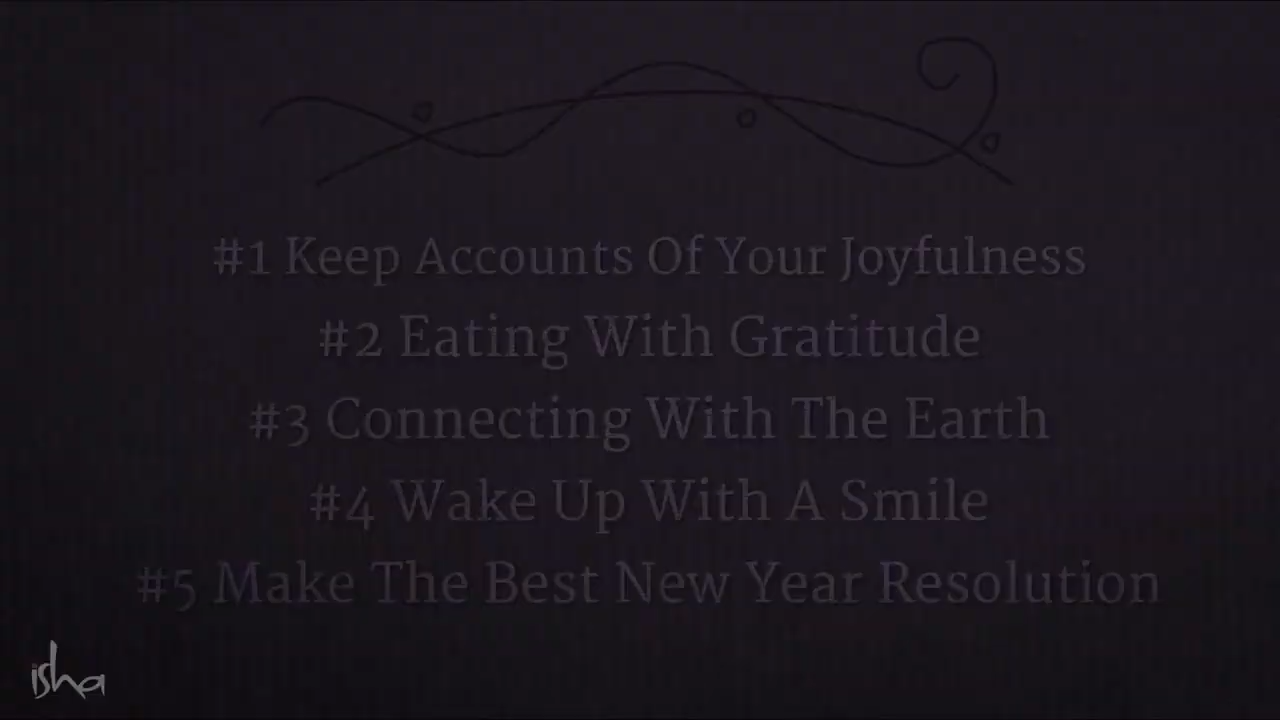 #1 Keep Accounts Of Your Joyfulness
#2 Eating With Gratitude
#3 Connecting With The Earth
#4 Wake Up With A Smile
#5 Make The Best New Year Resolution
isha